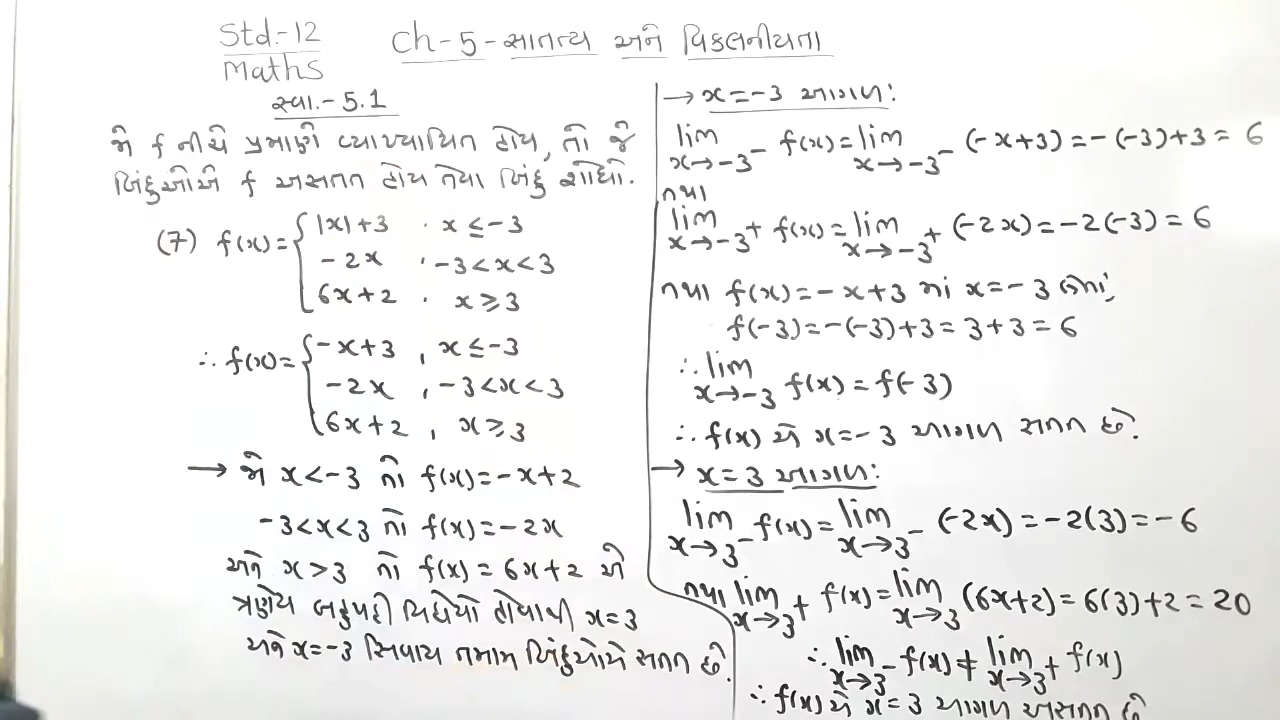 Std.-12
Maths
Ch-5-સાતત્ય અને વિકલનીયતા
સ્વા.-5.1
જો f નીચે પ્રમાણે વ્યાખ્યાયિત હોય, તો જે
બિંદુઓએ f અસતત હોય તેવા બિંદુ શોધો.
(7) f(x)={ |x|+3 , x≤-3
-2x , -3<x<3
6x+2 , x≥3
∴ f(x)={ -x+3 , x≤-3
-2x , -3<x<3
6x+2 , x≥3
→ જો x<-3 તો f(x)=-x+2
-3<x<3 તો f(x)=-2x
અને x>3 તો f(x)=6x+2 એ
ત્રણેય બહુપદી વિધેયો હોવાથી x=3
અને x=-3 સિવાય તમામ બિંદુઓએ સતત છે.
→ x=-3 આગળ:
lim x→-3⁻ f(x)=lim x→-3⁻ (-x+3)=-(-3)+3=6
તથા
lim x→-3⁺ f(x)=lim x→-3⁺ (-2x)=-2(-3)=6
તથા f(x)=-x+3 માં x=-3 લેતાં,
f(-3)=-(-3)+3=3+3=6
∴ lim x→-3 f(x)=f(-3)
∴ f(x) એ x=-3 આગળ સતત છે.
→ x=3 આગળ:
lim x→3⁻ f(x)=lim x→3⁻ (-2x)=-2(3)=-6
તથા lim x→3⁺ f(x)=lim x→3 (6x+2)=6(3)+2=20
∴ lim x→3⁻ f(x)≠lim x→3⁺ f(x)
∴ f(x) એ x=3 આગળ અસતત છે